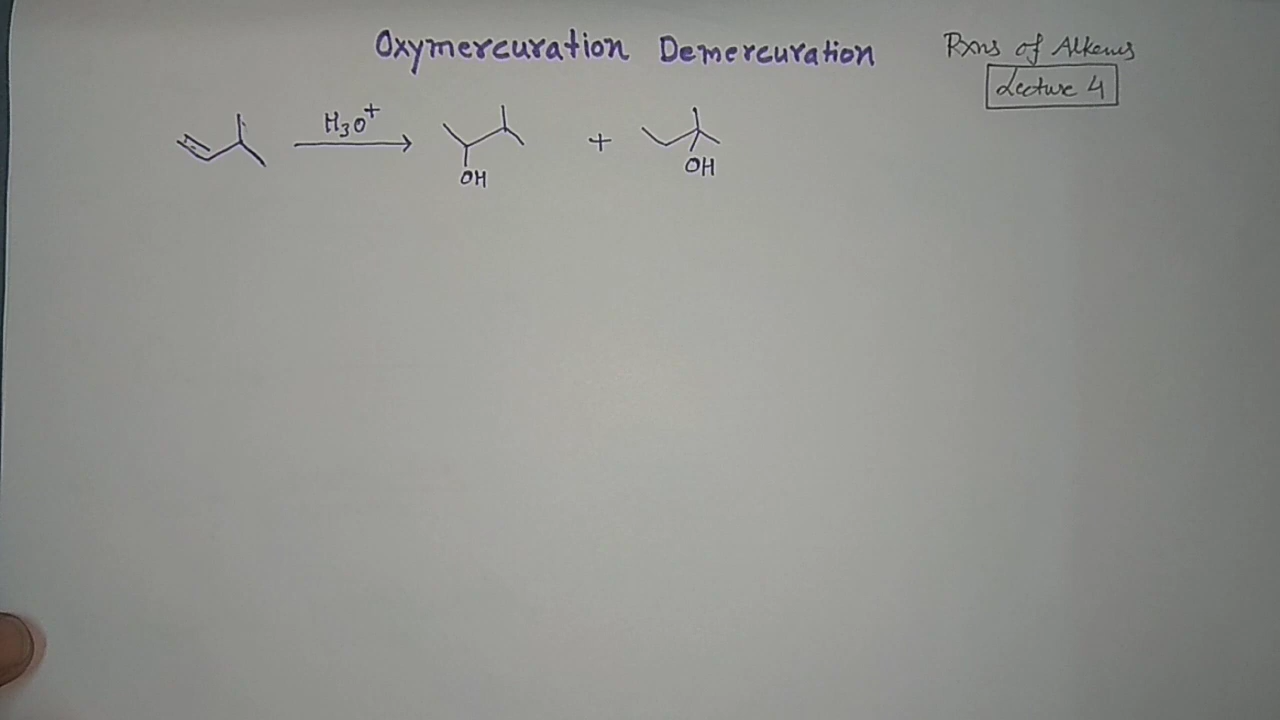 Oxymercuration Demercuration
Rxns of Alkenes
Lecture 4
H3O+
+
OH
OH